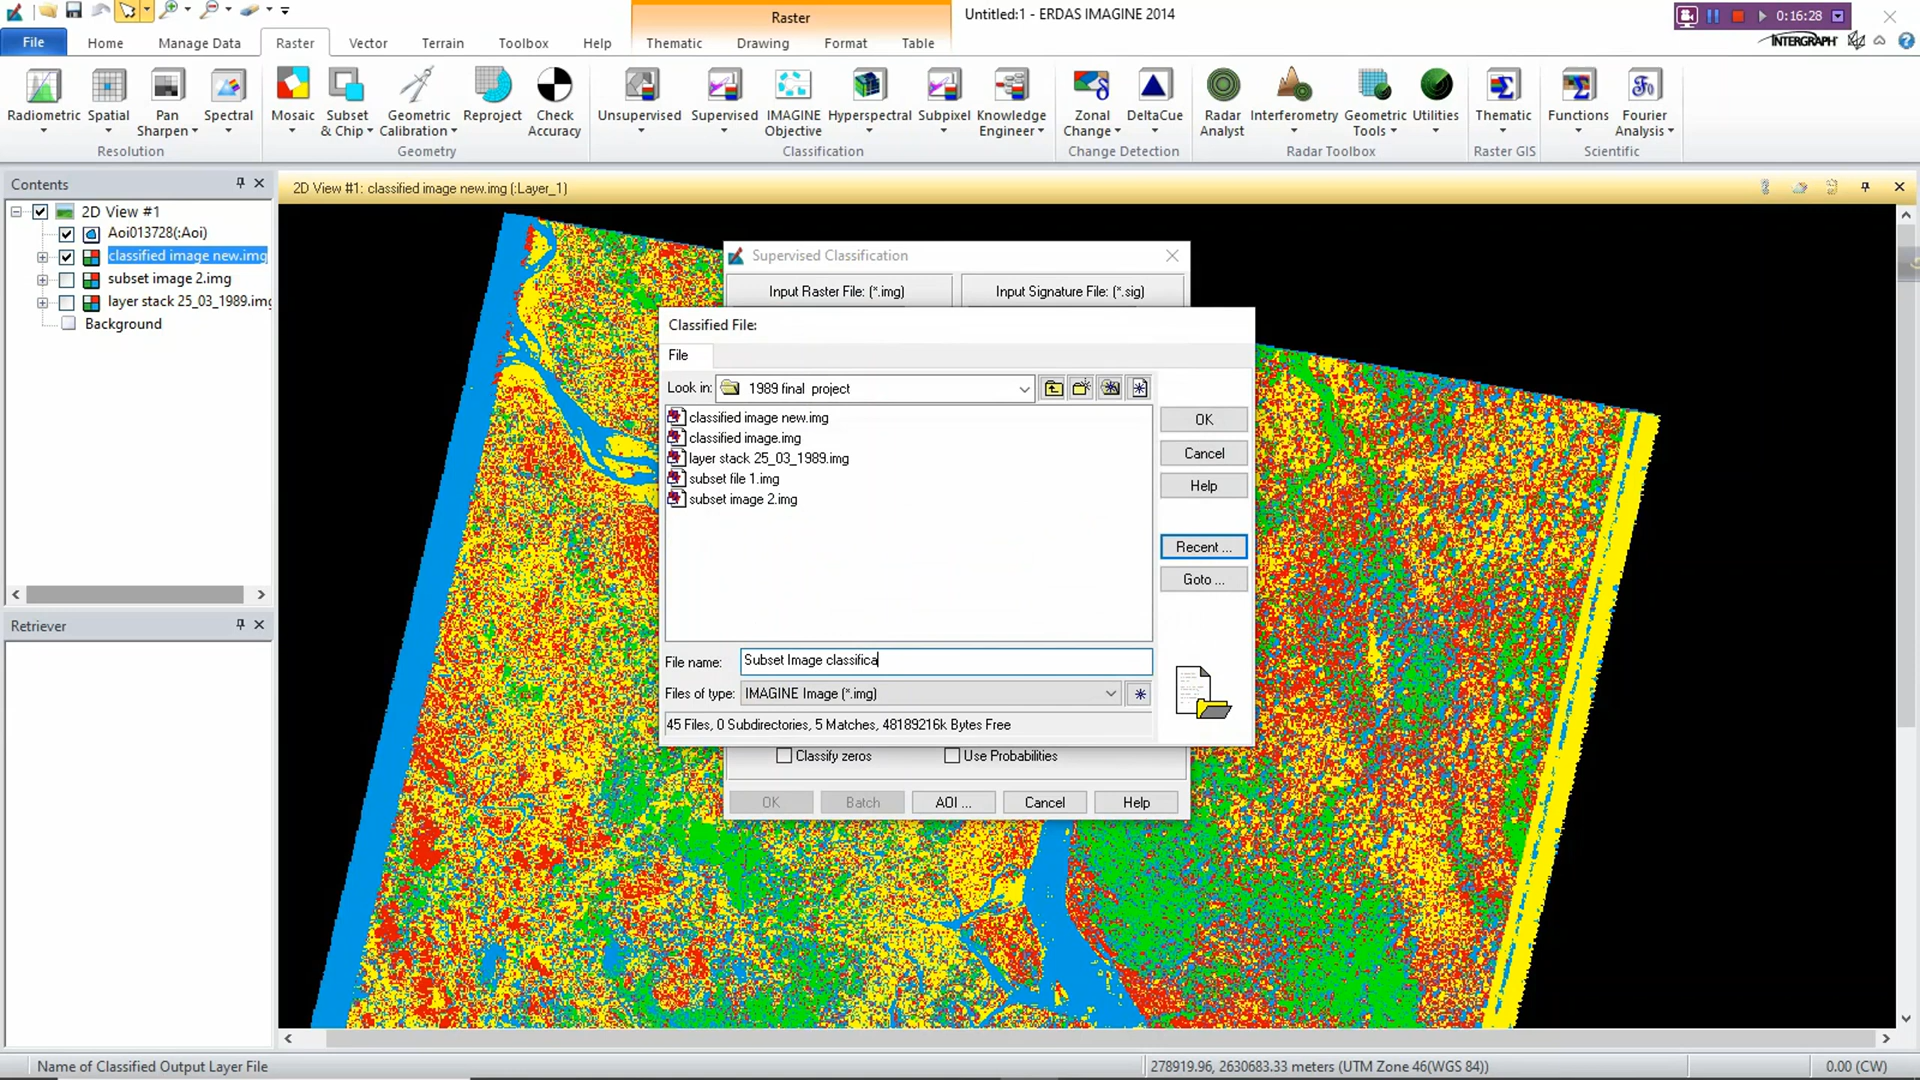 Raster
Untitled:1 - ERDAS IMAGINE 2014
0:16:28
File
Home
Manage Data
Raster
Vector
Terrain
Toolbox
Help
Thematic
Drawing
Format
Table
INTERGRAPH
Radiometric
Spatial
Pan
Sharpen
Spectral
Mosaic
Subset
& Chip
Geometric
Calibration
Reproject
Check
Accuracy
Unsupervised
Supervised
IMAGINE
Objective
Hyperspectral
Subpixel
Knowledge
Engineer
Zonal
Change
DeltaCue
Radar
Analyst
Interferometry
Geometric
Tools
Utilities
Thematic
Functions
Fourier
Analysis
Resolution
Geometry
Classification
Change Detection
Radar Toolbox
Raster GIS
Scientific
Contents
2D View #1
Aoi013728(:Aoi)
classified image new.img
subset image 2.img
layer stack 25_03_1989.img
Background
Retriever
2D View #1: classified image new.img (:Layer_1)
Supervised Classification
Input Raster File: (*.img)
Input Signature File: (*.sig)
Classified File:
File
Look in:
1989 final project
classified image new.img
classified image.img
layer stack 25_03_1989.img
subset file 1.img
subset image 2.img
OK
Cancel
Help
Recent ...
Goto ...
File name:
Subset Image classifica
Files of type:
IMAGINE Image (*.img)
45 Files, 0 Subdirectories, 5 Matches, 48189216k Bytes Free
Classify zeros
Use Probabilities
OK
Batch
AOI ...
Cancel
Help
Name of Classified Output Layer File
278919.96, 2630683.33 meters (UTM Zone 46(WGS 84))
0.00 (CW)